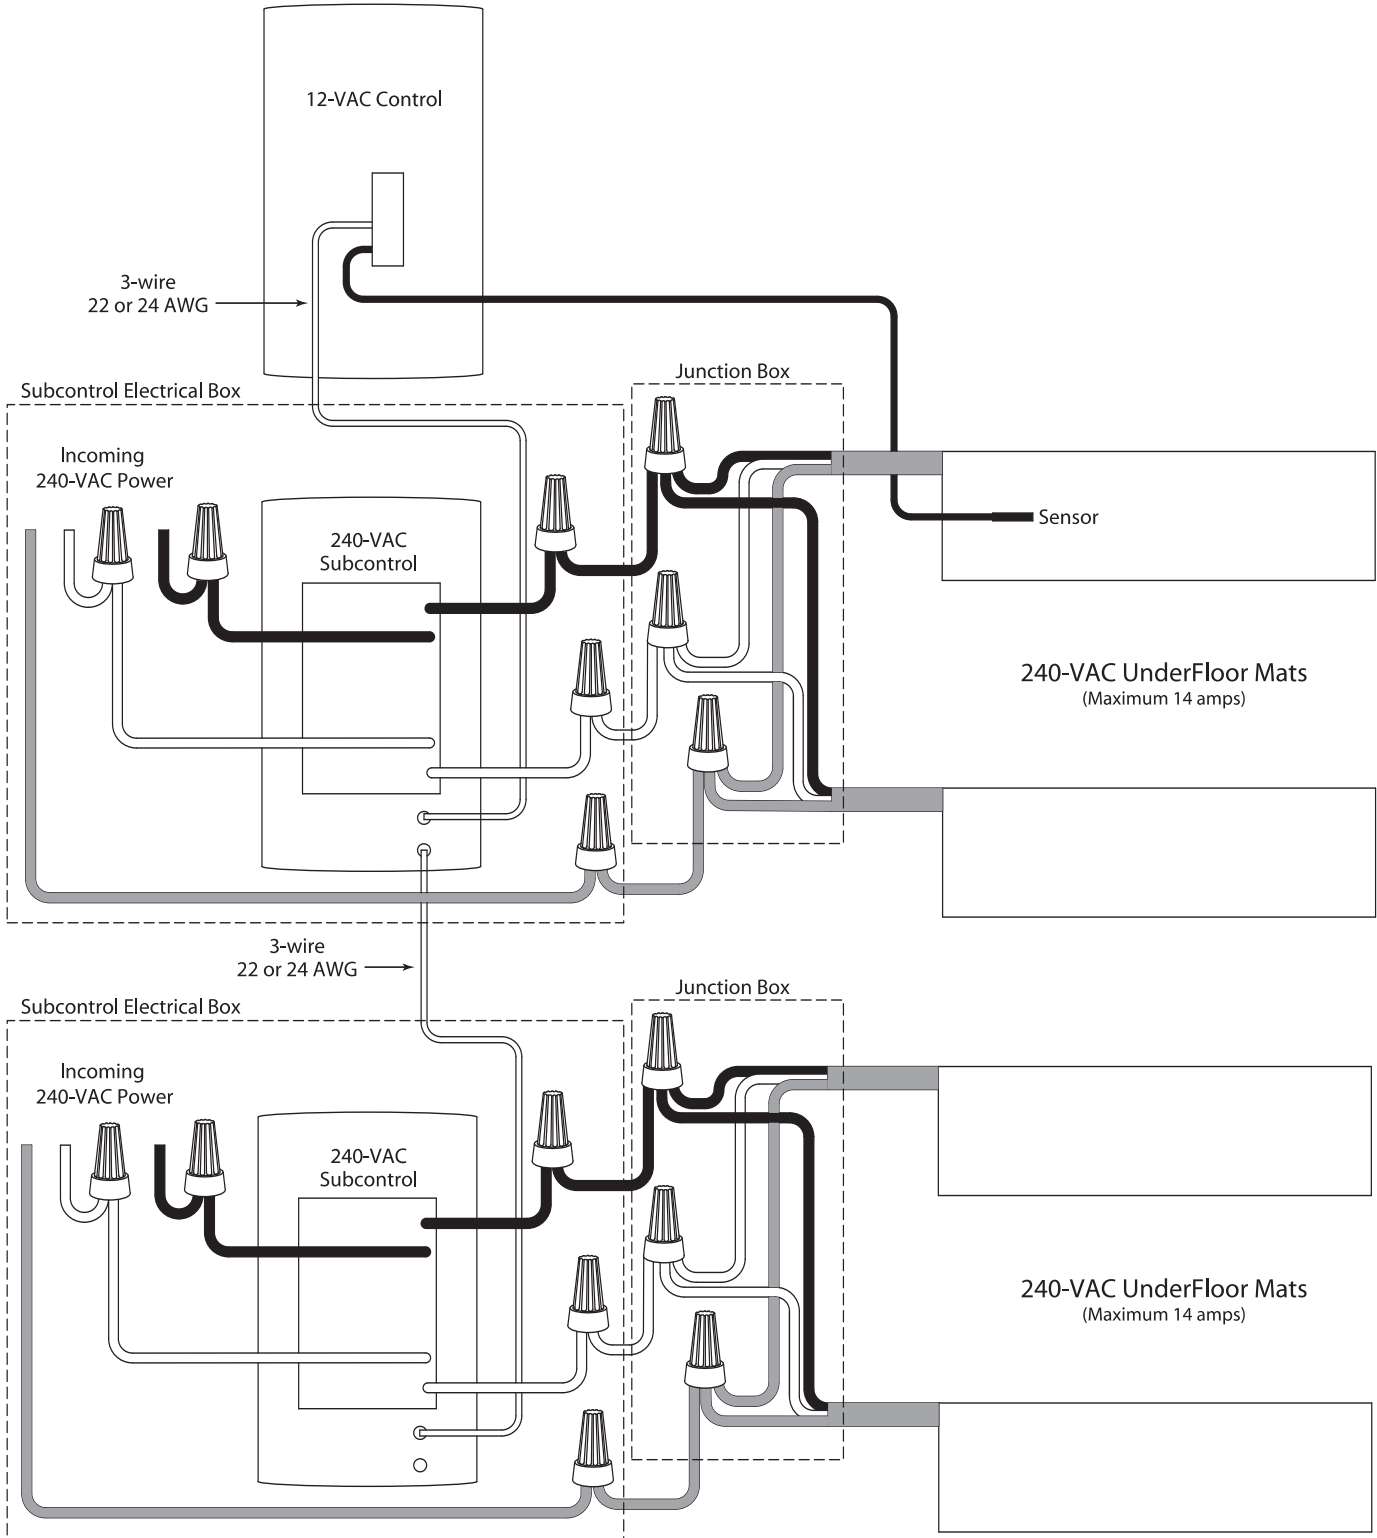 12-VAC Control
3-wire
22 or 24 AWG
Junction Box
Subcontrol Electrical Box
Incoming
240-VAC Power
240-VAC
Subcontrol
Sensor
240-VAC UnderFloor Mats
(Maximum 14 amps)
3-wire
22 or 24 AWG
Junction Box
Subcontrol Electrical Box
Incoming
240-VAC Power
240-VAC
Subcontrol
240-VAC UnderFloor Mats
(Maximum 14 amps)